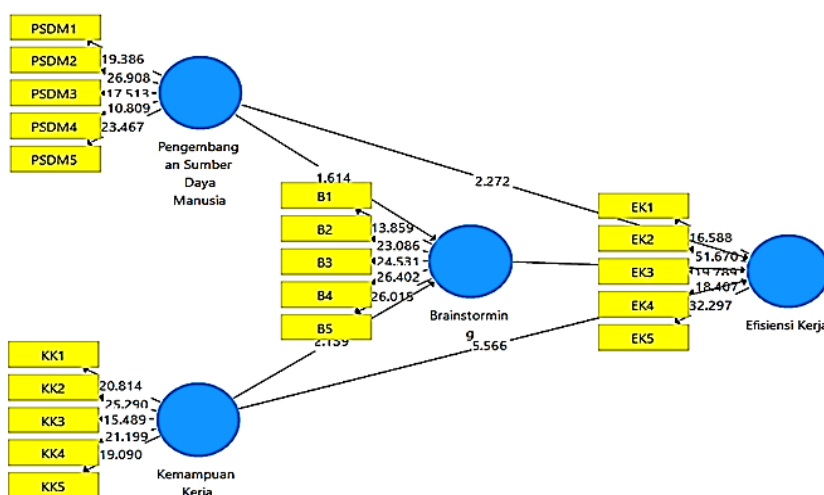 PSDM1
PSDM2
PSDM3
PSDM4
PSDM5
19.386
26.908
17.513
10.809
23.467
Pengembang
an Sumber
Daya
Manusia
1.614
2.272
B1
B2
B3
B4
B5
13.859
23.086
24.531
26.402
26.015
Brainstormin
g
EK1
EK2
EK3
EK4
EK5
16.588
51.670
18.407
32.297
Efisiensi Kerja
5.566
KK1
KK2
KK3
KK4
KK5
20.814
25.290
15.489
21.199
19.090
Kemampuan
Kerja